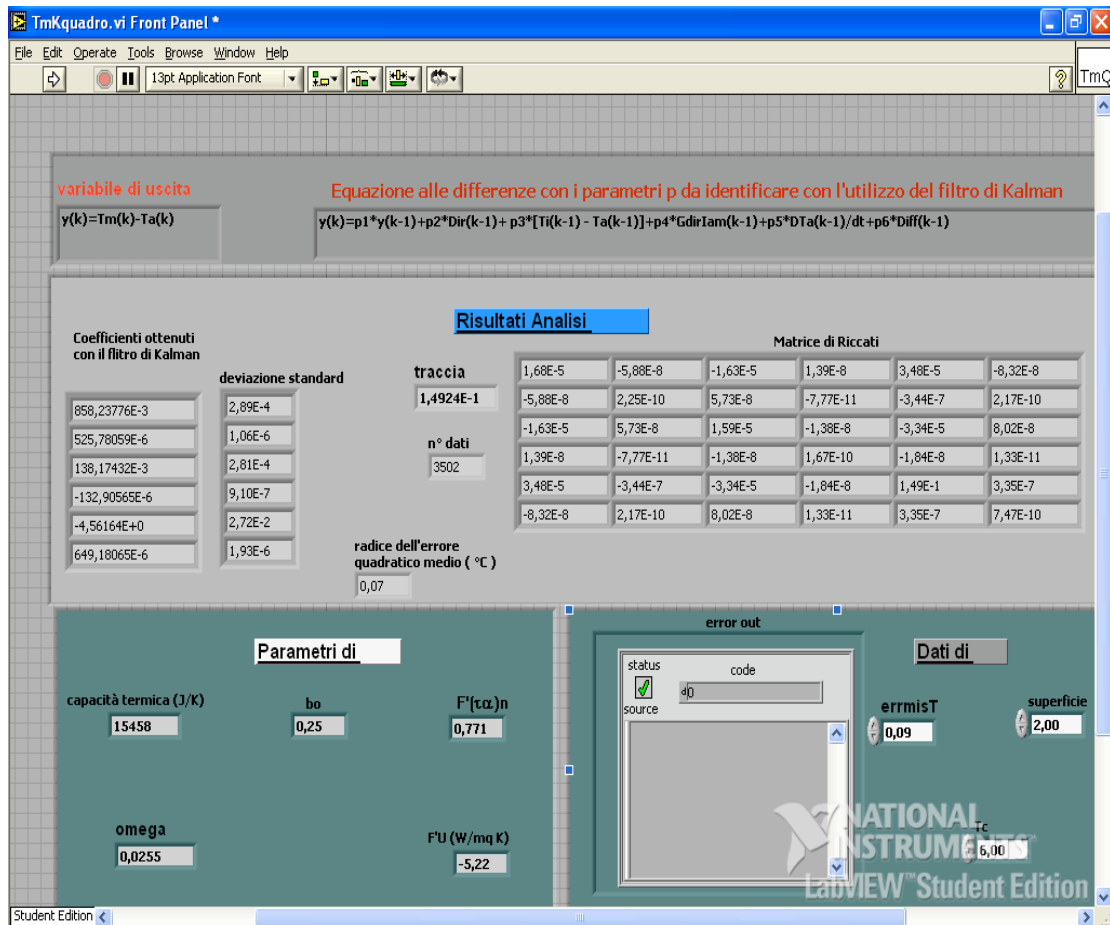 TmKquadro.vi Front Panel *
File Edit Operate Tools Browse Window Help
13pt Application Font
?
TmQ
variabile di uscita
y(k)=Tm(k)-Ta(k)
Equazione alle differenze con i parametri p da identificare con l'utilizzo del filtro di Kalman
y(k)=p1*y(k-1)+p2*Dir(k-1)+ p3*[Ti(k-1) - Ta(k-1)]+p4*GdirIam(k-1)+p5*DTa(k-1)/dt+p6*Diff(k-1)
Risultati Analisi
Coefficienti ottenuti
con il flitro di Kalman
858,23776E-3
525,78059E-6
138,17432E-3
-132,90565E-6
-4,56164E+0
649,18065E-6
deviazione standard
2,89E-4
1,06E-6
2,81E-4
9,10E-7
2,72E-2
1,93E-6
traccia
1,4924E-1
n° dati
3502
radice dell'errore
quadratico medio ( °C )
0,07
Matrice di Riccati
1,68E-5 -5,88E-8 -1,63E-5 1,39E-8 3,48E-5 -8,32E-8
-5,88E-8 2,25E-10 5,73E-8 -7,77E-11 -3,44E-7 2,17E-10
-1,63E-5 5,73E-8 1,59E-5 -1,38E-8 -3,34E-5 8,02E-8
1,39E-8 -7,77E-11 -1,38E-8 1,67E-10 -1,84E-8 1,33E-11
3,48E-5 -3,44E-7 -3,34E-5 -1,84E-8 1,49E-1 3,35E-7
-8,32E-8 2,17E-10 8,02E-8 1,33E-11 3,35E-7 7,47E-10
Parametri di
capacità termica (J/K)
15458
bo
0,25
F'(τα)n
0,771
omega
0,0255
F'U (W/mq K)
-5,22
error out
status
code
d0
source
Dati di
errmisT
0,09
superficie
2,00
Tc
6,00
NATIONAL
INSTRUMENTS
LabVIEW™ Student Edition
Student Edition